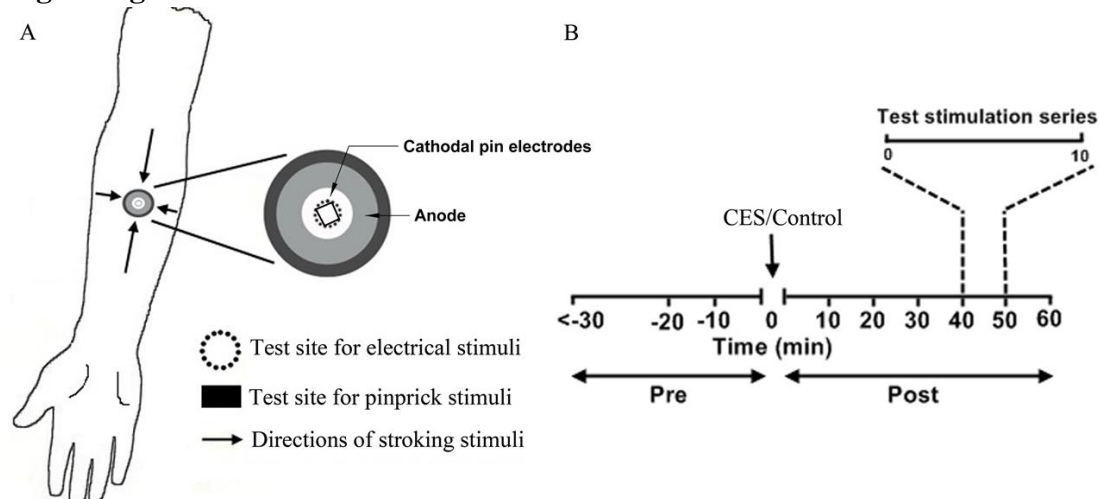 A
Cathodal pin electrodes
Anode
Test site for electrical stimuli
Test site for pinprick stimuli
Directions of stroking stimuli
B
Test stimulation series
0 10
CES/Control
<-30 -20 -10 0 10 20 30 40 50 60
Time (min)
Pre Post